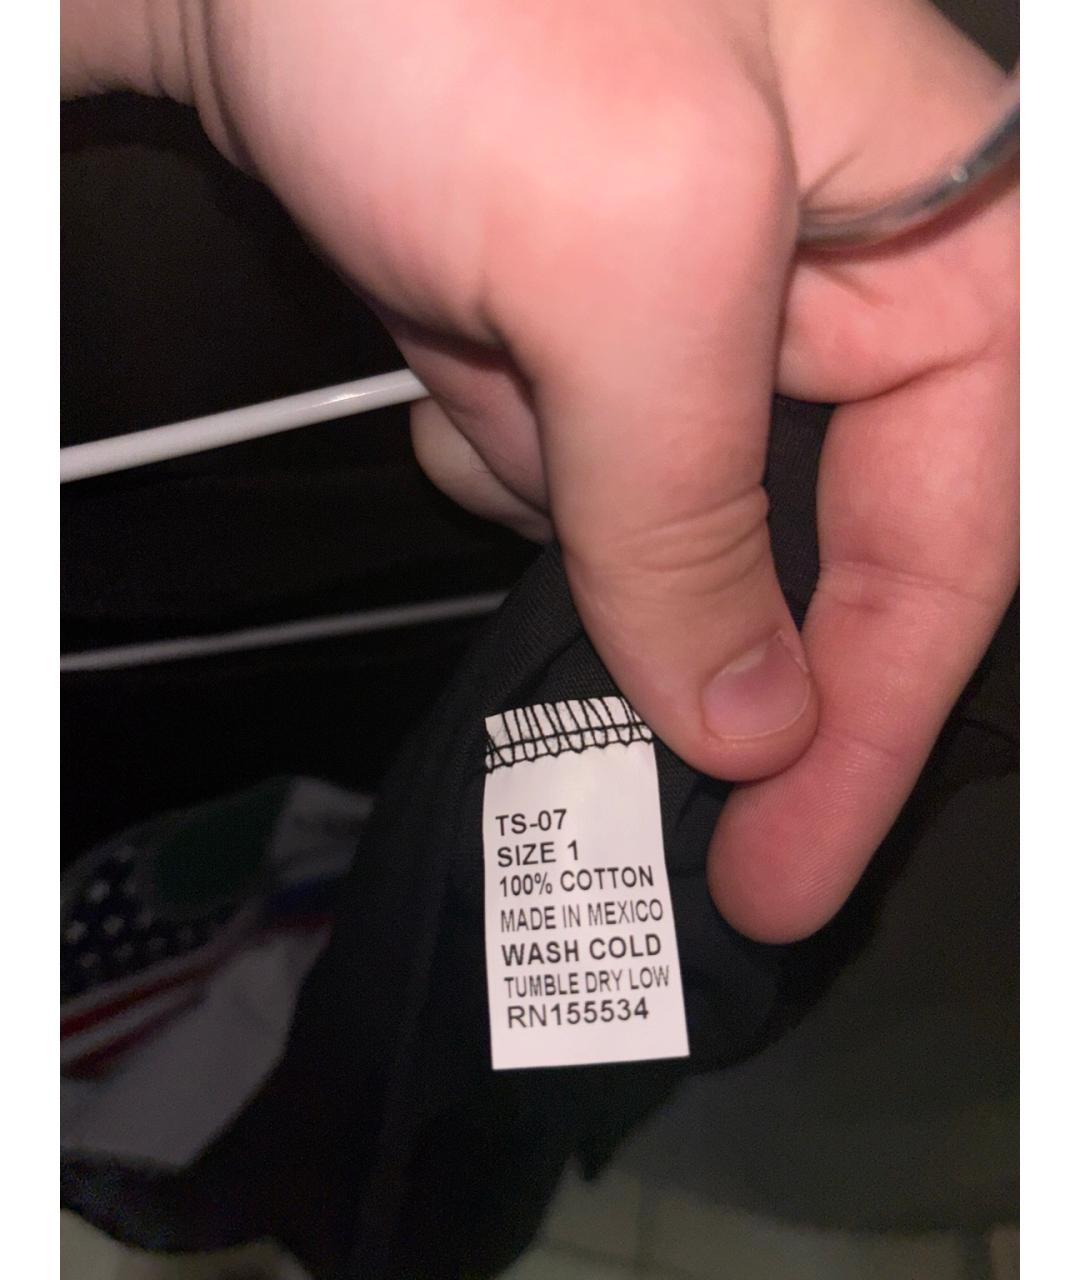 TS-07
SIZE 1
100% COTTON
MADE IN MEXICO
WASH COLD
TUMBLE DRY LOW
RN155534